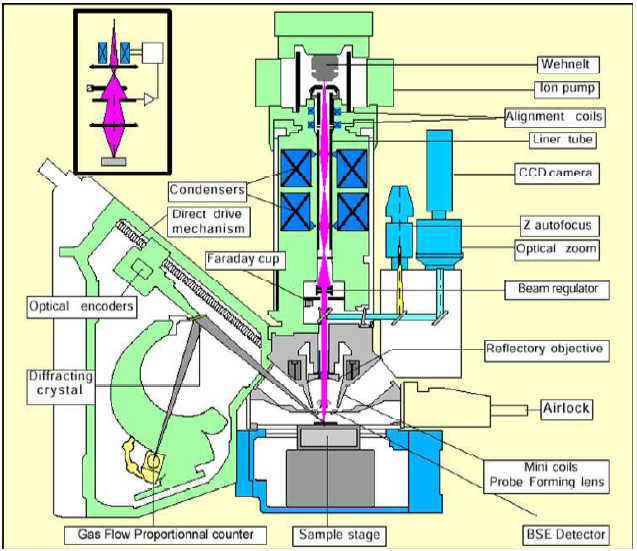 Wehnelt
Ion pump
Alignment coils
Liner tube
CCD camera
Condensers
Direct drive
mechanism
Z autofocus
Optical zoom
Faraday cup
Beam regulator
Optical encoders
Reflectory objective
Diffracting
crystal
Airlock
Mini coils
Probe Forming lens
Gas Flow Proportionnal counter
Sample stage
BSE Detector